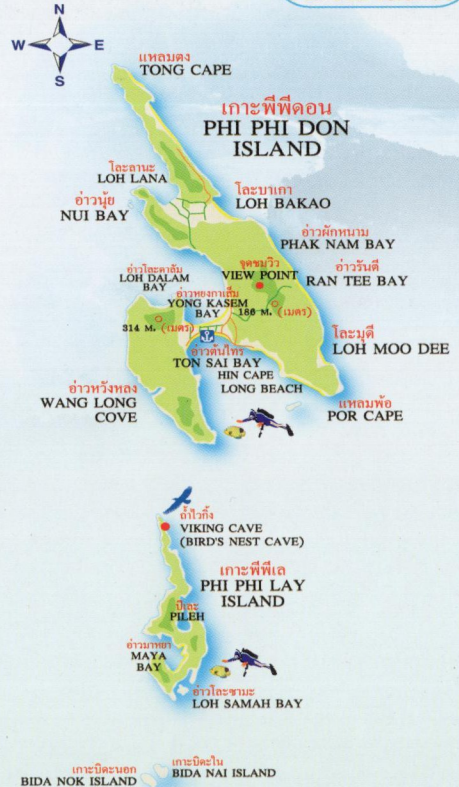 N
W
E
S
แหลมตง
TONG CAPE
เกาะพีพีดอน
PHI PHI DON
ISLAND
โละลานะ
LOH LANA
อ่าวนุ้ย
NUI BAY
โละบาเกา
LOH BAKAO
อ่าวผักหนาม
PHAK NAM BAY
อ่าวรันตี
RAN TEE BAY
จุดชมวิว
VIEW POINT
186 M. (เมตร)
อ่าวโละดาลัม
LOH DALAM
BAY
อ่าวหยงกาเส็ม
YONG KASEM
BAY
314 M. (เมตร)
โละมูดี
LOH MOO DEE
อ่าวต้นไทร
TON SAI BAY
HIN CAPE
LONG BEACH
อ่าววังหลง
WANG LONG
COVE
แหลมพ้อ
POR CAPE
ถ้ำไวกิ้ง
VIKING CAVE
(BIRD'S NEST CAVE)
เกาะพีพีเล
PHI PHI LAY
ISLAND
ปิเละ
PILEH
อ่าวมาหยา
MAYA
BAY
อ่าวโละซามะ
LOH SAMAH BAY
เกาะบิดะนอก
BIDA NOK ISLAND
เกาะบิดะใน
BIDA NAI ISLAND